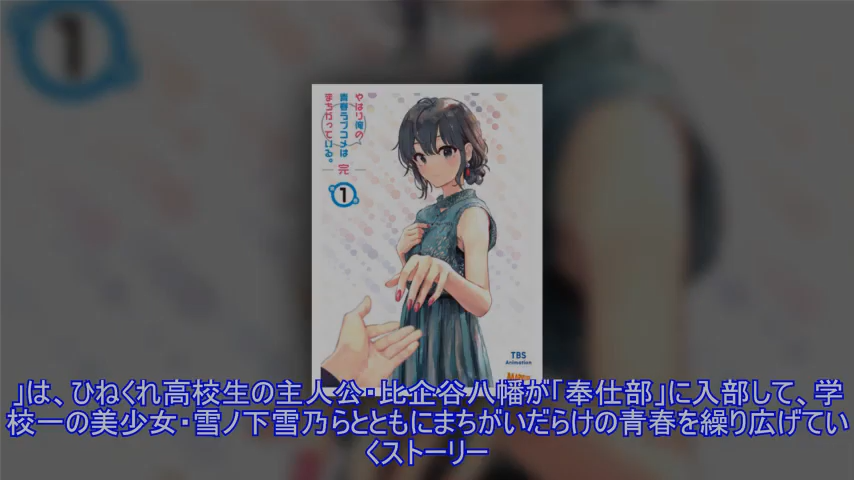 1
やはり俺の
青春ラブコメは
まちがっている。
完
1
TBS
Animation
」は、ひねくれ高校生の主人公・比企谷八幡が「奉仕部」に入部して、学
校一の美少女・雪ノ下雪乃らとともにまちがいだらけの青春を繰り広げてい
くストーリー